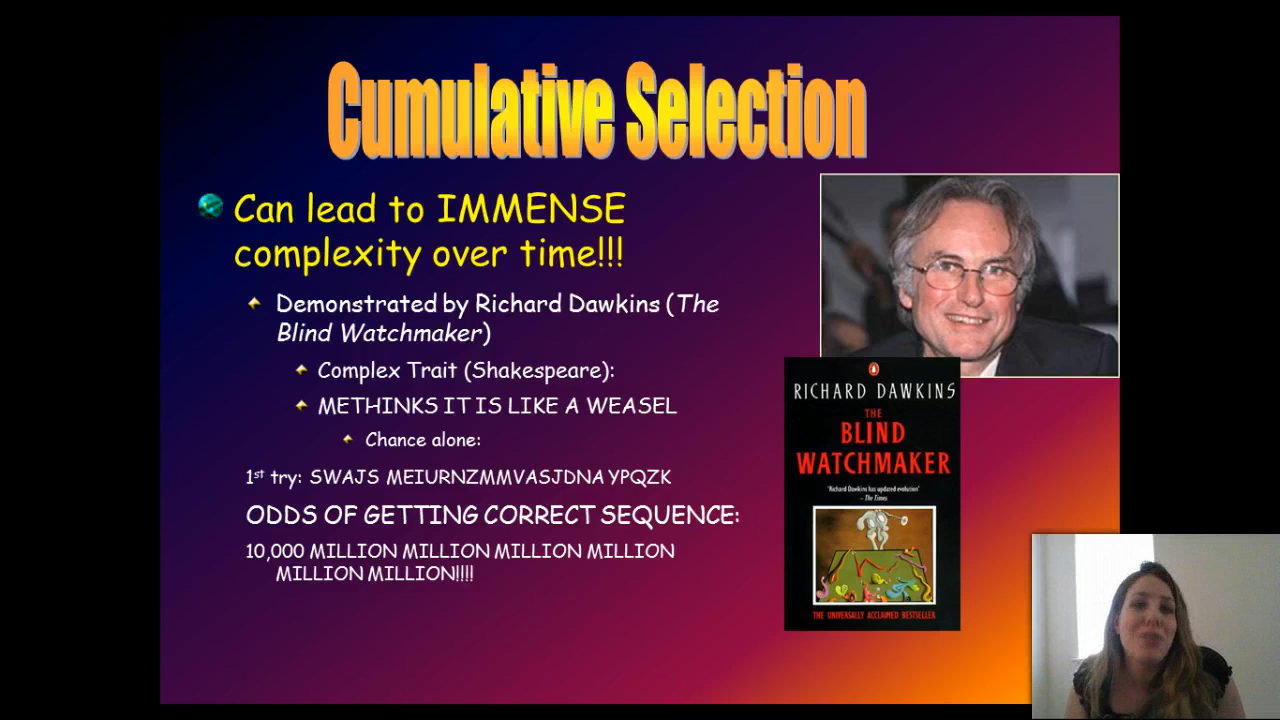 Cumulative Selection
Can lead to IMMENSE
complexity over time!!!
Demonstrated by Richard Dawkins (The
Blind Watchmaker)
Complex Trait (Shakespeare):
METHINKS IT IS LIKE A WEASEL
Chance alone:
1st try: SWAJS MEIURNZMMVASJDNA YPQZK
ODDS OF GETTING CORRECT SEQUENCE:
10,000 MILLION MILLION MILLION MILLION
MILLION MILLION!!!!
RICHARD DAWKINS
THE
BLIND
WATCHMAKER
'Richard Dawkins has updated evolution'
– The Times
THE UNIVERSALLY ACCLAIMED BESTSELLER